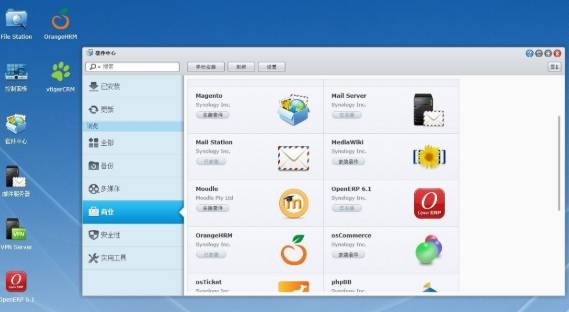 File Station
OrangeHRM
控制面板
vtigerCRM
套件中心
邮件服务器
VPN Server
OpenERP 6.1
套件中心
搜索
手动安装
刷新
设置
已安装
更新
浏览
全部
备份
多媒体
商业
安全性
实用工具
Magento
Synology Inc.
安装套件
Mail Server
Synology Inc.
已安装
Mail Station
Synology Inc.
已安装
MediaWiki
Synology Inc.
安装套件
Moodle
Moodle Pty Ltd
安装套件
OpenERP 6.1
Synology Inc.
已安装
OrangeHRM
Synology Inc.
已安装
osCommerce
Synology Inc.
安装套件
osTicket
Synology Inc.
phpBB
Synology Inc.